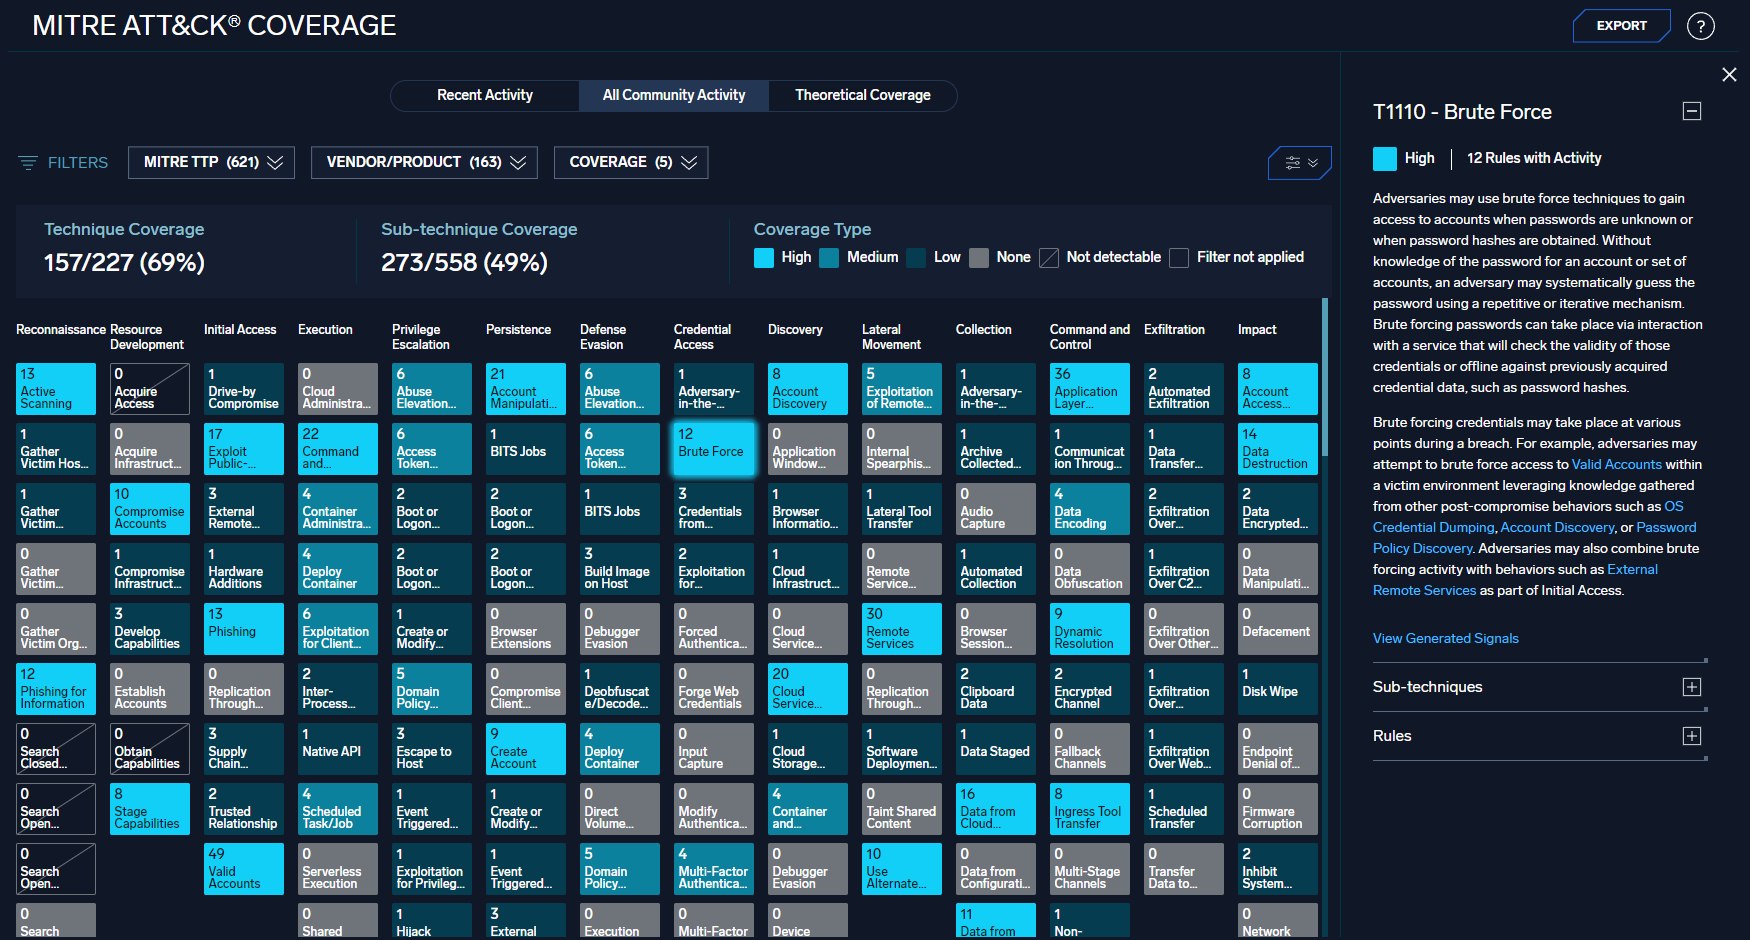 MITRE ATT&CK® COVERAGE
EXPORT
?
Recent Activity
All Community Activity
Theoretical Coverage
FILTERS
MITRE TTP (621)
VENDOR/PRODUCT (163)
COVERAGE (5)
Technique Coverage
157/227 (69%)
Sub-technique Coverage
273/558 (49%)
Coverage Type
High
Medium
Low
None
Not detectable
Filter not applied
Reconnaissance
13
Active
Scanning
1
Gather
Victim Hos...
1
Gather
Victim...
0
Gather
Victim...
0
Gather
Victim Org...
12
Phishing for
Information
0
Search
Closed...
0
Search
Open...
0
Search
Open...
0
Search
Resource
Development
0
Acquire
Access
0
Acquire
Infrastruct...
10
Compromise
Accounts
1
Compromise
Infrastruct...
3
Develop
Capabilities
0
Establish
Accounts
0
Obtain
Capabilities
8
Stage
Capabilities
Initial Access
1
Drive-by
Compromise
17
Exploit
Public-...
3
External
Remote...
1
Hardware
Additions
13
Phishing
0
Replication
Through...
3
Supply
Chain...
2
Trusted
Relationship
49
Valid
Accounts
Execution
0
Cloud
Administra...
22
Command
and...
4
Container
Administra...
4
Deploy
Container
6
Exploitation
for Client...
2
Inter-
Process...
1
Native API
4
Scheduled
Task/Job
0
Serverless
Execution
0
Shared
Privilege
Escalation
6
Abuse
Elevation...
6
Access
Token...
2
Boot or
Logon...
2
Boot or
Logon...
1
Create or
Modify...
5
Domain
Policy...
3
Escape to
Host
1
Event
Triggered...
1
Exploitation
for Privileg...
1
Hijack
Persistence
21
Account
Manipulati...
1
BITS Jobs
2
Boot or
Logon...
2
Boot or
Logon...
0
Browser
Extensions
0
Compromise
Client...
9
Create
Account
1
Create or
Modify...
1
Event
Triggered...
3
External
Defense
Evasion
6
Abuse
Elevation...
6
Access
Token...
1
BITS Jobs
3
Build Image
on Host
0
Debugger
Evasion
1
Deobfuscat
e/Decode...
4
Deploy
Container
0
Direct
Volume...
5
Domain
Policy...
0
Execution
Credential
Access
1
Adversary-
in-the-...
12
Brute Force
3
Credentials
from...
2
Exploitation
for...
0
Forced
Authentica...
0
Forge Web
Credentials
0
Input
Capture
0
Modify
Authentica...
4
Multi-Factor
Authentica...
0
Multi-Factor
Discovery
8
Account
Discovery
0
Application
Window...
1
Browser
Informatio...
1
Cloud
Infrastruct...
0
Cloud
Service...
20
Cloud
Service...
1
Cloud
Storage...
4
Container
and...
0
Debugger
Evasion
0
Device
Lateral
Movement
5
Exploitation
of Remote...
0
Internal
Spearphis...
1
Lateral Tool
Transfer
0
Remote
Service...
30
Remote
Services
0
Replication
Through...
1
Software
Deploymen...
0
Taint Shared
Content
10
Use
Alternate...
Collection
1
Adversary-
in-the-...
1
Archive
Collected...
0
Audio
Capture
1
Automated
Collection
0
Browser
Session...
2
Clipboard
Data
1
Data Staged
16
Data from
Cloud...
0
Data from
Configurati...
11
Data from
Command and
Control
36
Application
Layer...
1
Communicat
ion Throug...
4
Data
Encoding
0
Data
Obfuscation
9
Dynamic
Resolution
2
Encrypted
Channel
0
Fallback
Channels
8
Ingress Tool
Transfer
0
Multi-Stage
Channels
1
Non-
Exfiltration
2
Automated
Exfiltration
1
Data
Transfer...
2
Exfiltration
Over...
1
Exfiltration
Over C2...
0
Exfiltration
Over Other...
1
Exfiltration
Over...
1
Exfiltration
Over Web...
1
Scheduled
Transfer
0
Transfer
Data to...
Impact
8
Account
Access...
14
Data
Destruction
2
Data
Encrypted...
0
Data
Manipulati...
0
Defacement
1
Disk Wipe
0
Endpoint
Denial of...
0
Firmware
Corruption
2
Inhibit
System...
0
Network
T1110 - Brute Force
High
12 Rules with Activity
Adversaries may use brute force techniques to gain
access to accounts when passwords are unknown or
when password hashes are obtained. Without
knowledge of the password for an account or set of
accounts, an adversary may systematically guess the
password using a repetitive or iterative mechanism.
Brute forcing passwords can take place via interaction
with a service that will check the validity of those
credentials or offline against previously acquired
credential data, such as password hashes.
Brute forcing credentials may take place at various
points during a breach. For example, adversaries may
attempt to brute force access to Valid Accounts within
a victim environment leveraging knowledge gathered
from other post-compromise behaviors such as OS
Credential Dumping, Account Discovery, or Password
Policy Discovery. Adversaries may also combine brute
forcing activity with behaviors such as External
Remote Services as part of Initial Access.
View Generated Signals
Sub-techniques
Rules